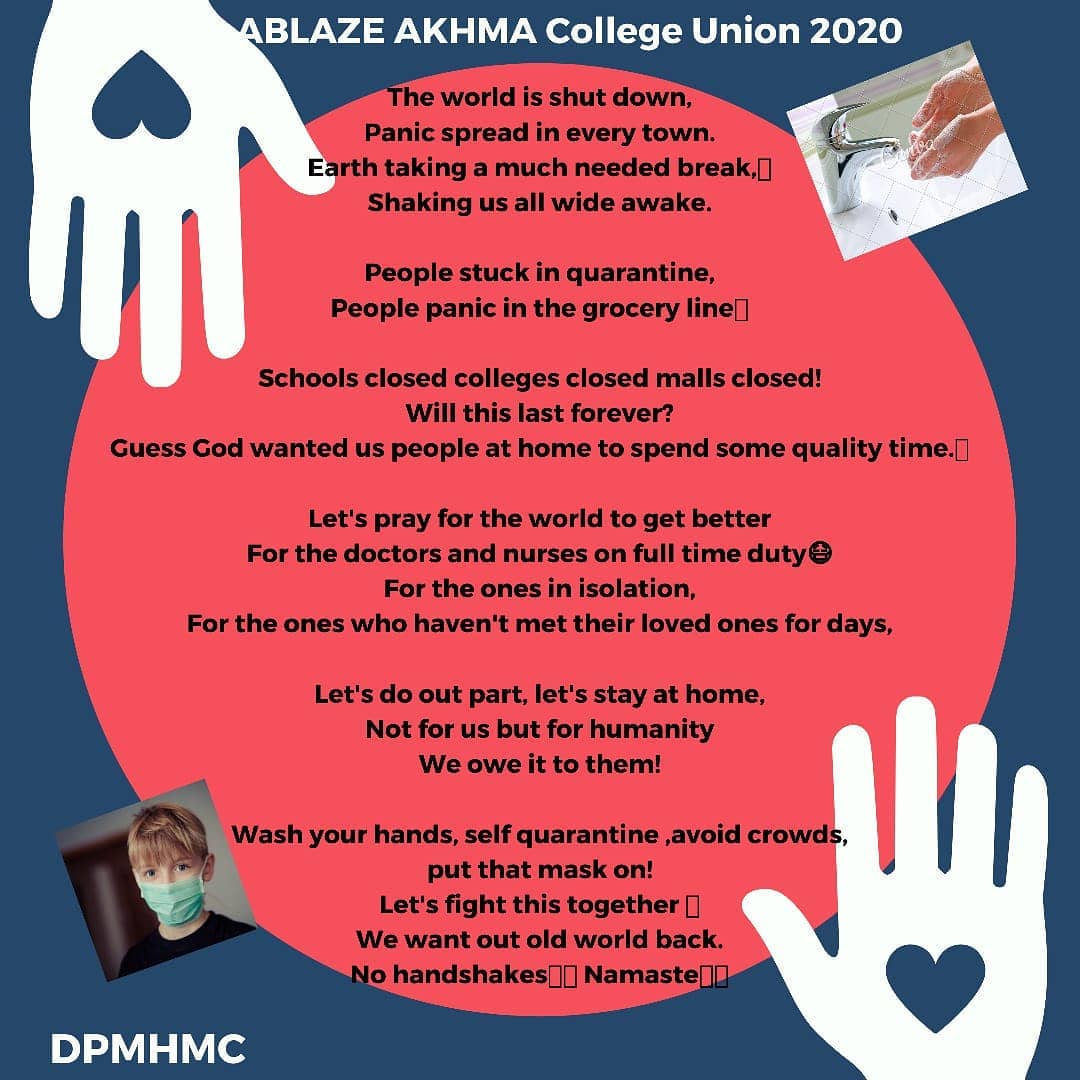 ABLAZE AKHMA College Union 2020
The world is shut down,
Panic spread in every town.
Earth taking a much needed break,
Shaking us all wide awake.
People stuck in quarantine,
People panic in the grocery line
Schools closed colleges closed malls closed!
Will this last forever?
Guess God wanted us people at home to spend some quality time.
Let's pray for the world to get better
For the doctors and nurses on full time duty😷
For the ones in isolation,
For the ones who haven't met their loved ones for days,
Let's do out part, let's stay at home,
Not for us but for humanity
We owe it to them!
Wash your hands, self quarantine ,avoid crowds,
put that mask on!
Let's fight this together
We want out old world back.
No handshakes Namaste
DPMHMC
Canva